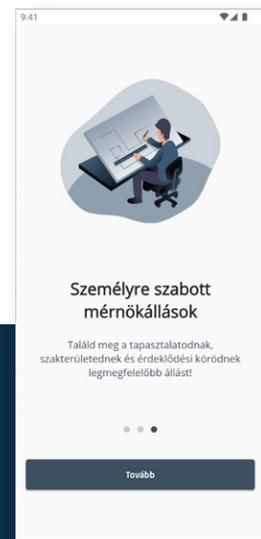 9:41
Személyre szabott
mérnökállások
Találd meg a tapasztalatodnak,
szakterületednek és érdeklődési körödnek
legmegfelelőbb állást!
Tovább